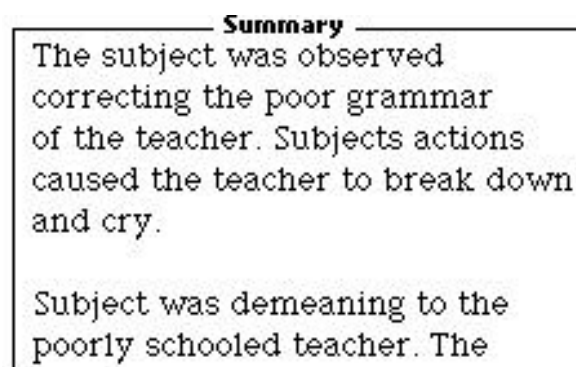 Summary
The subject was observed
correcting the poor grammar
of the teacher. Subjects actions
caused the teacher to break down
and cry.
Subject was demeaning to the
poorly schooled teacher. The